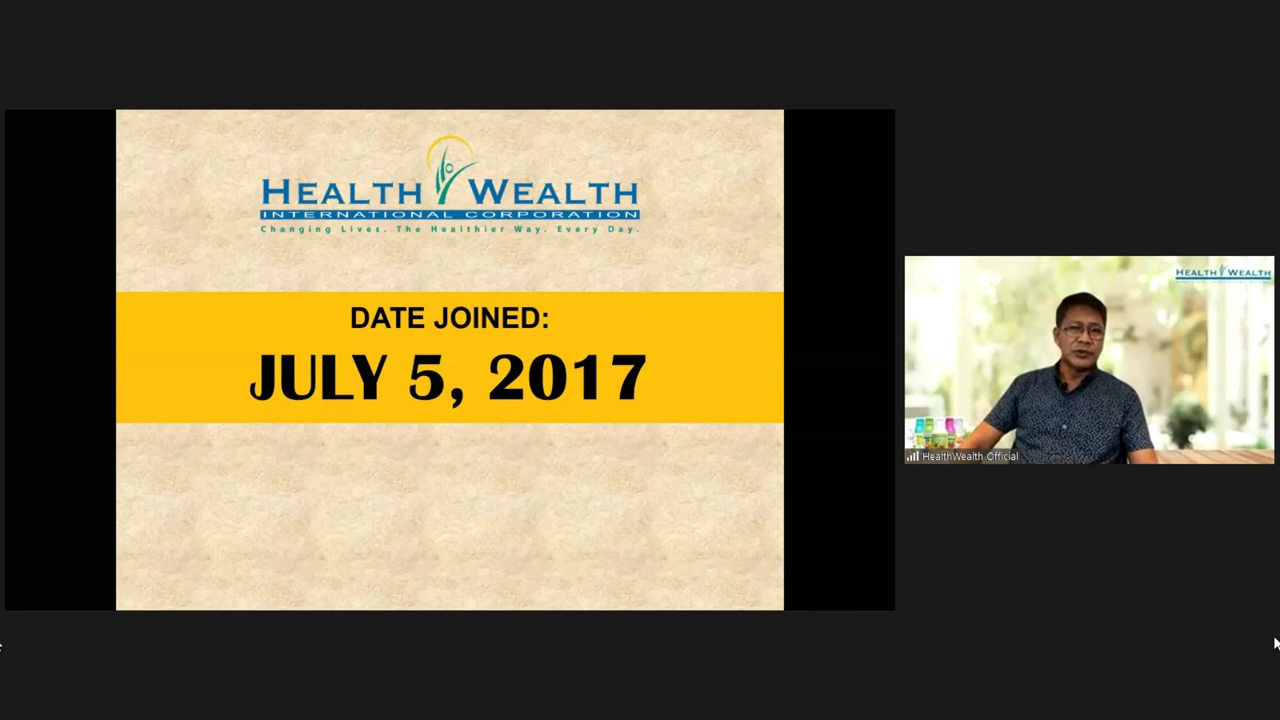 HEALTH WEALTH
INTERNATIONAL CORPORATION
Changing Lives. The Healthier Way. Every Day.
DATE JOINED:
JULY 5, 2017
HEALTH WEALTH
HealthWealth Official